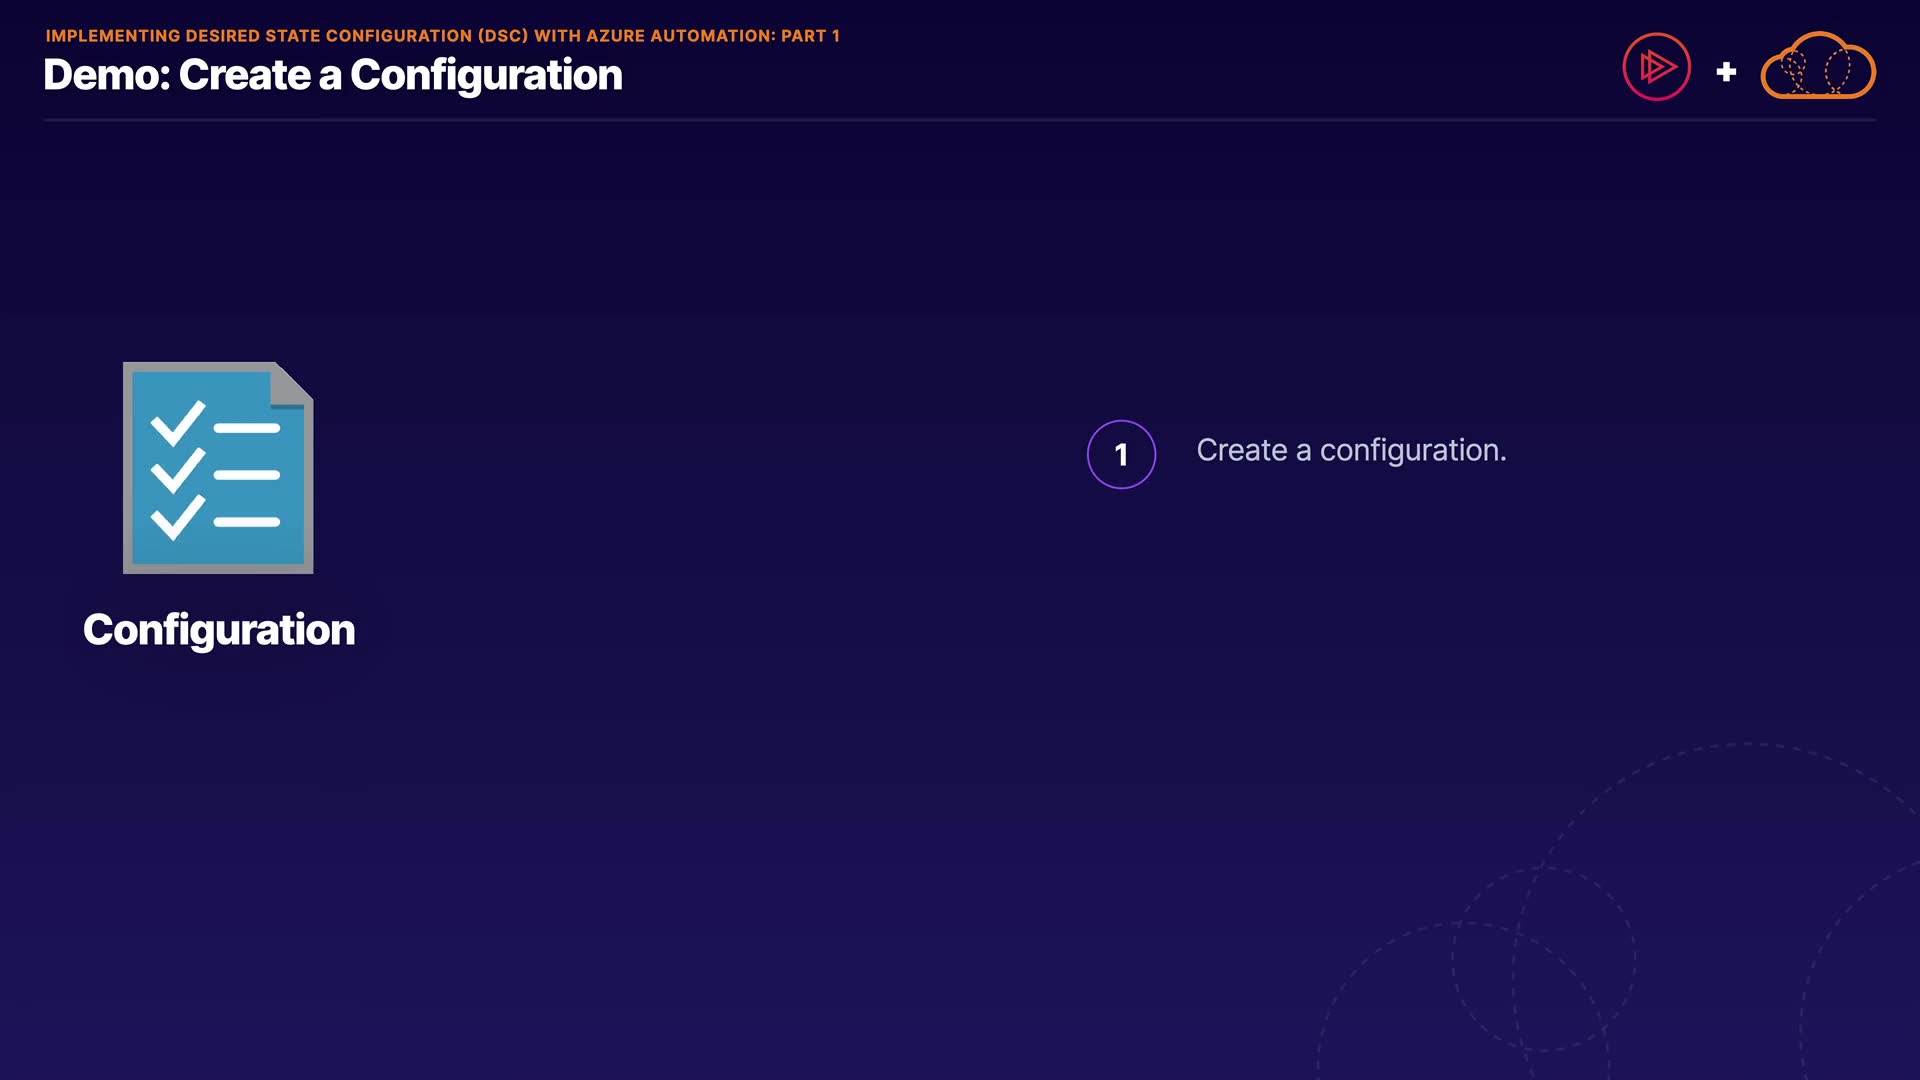 IMPLEMENTING DESIRED STATE CONFIGURATION (DSC) WITH AZURE AUTOMATION: PART 1
Demo: Create a Configuration
+
1 Create a configuration.
Configuration